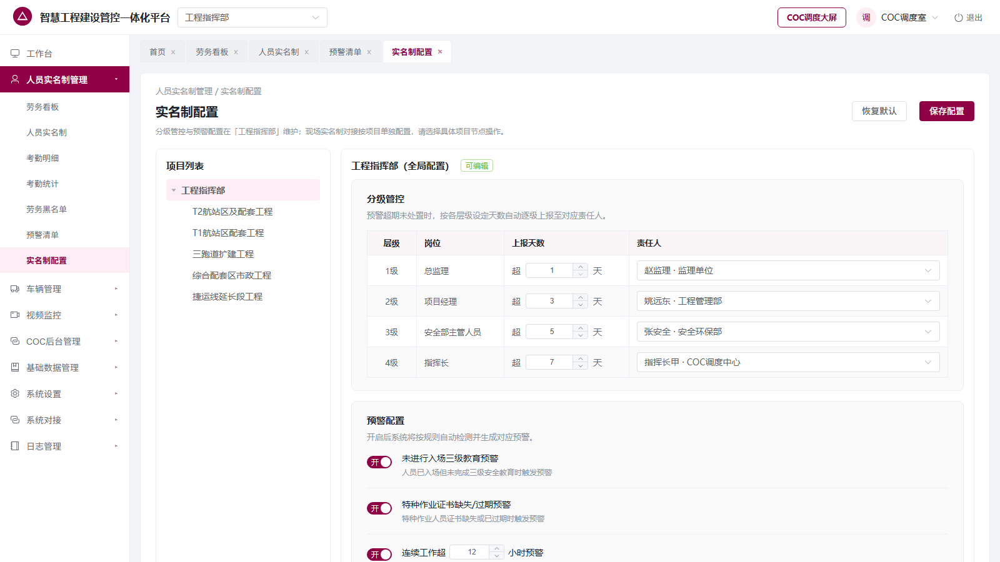 智慧工程建设管控一体化平台
工程指挥部
COC调度大屏
调
COC调度室
退出
工作台
人员实名制管理
劳务看板
人员实名制
考勤明细
考勤统计
劳务黑名单
预警清单
实名制配置
车辆管理
视频监控
COC后台管理
基础数据管理
系统设置
系统对接
日志管理
首页 ×
劳务看板 ×
人员实名制 ×
预警清单 ×
实名制配置 ×
人员实名制管理 / 实名制配置
实名制配置
分级管控与预警配置在「工程指挥部」维护；现场实名制对接按项目单独配置，请选择具体项目节点操作。
恢复默认
保存配置
项目列表
工程指挥部
T2航站区及配套工程
T1航站区配套工程
三跑道扩建工程
综合配套区市政工程
捷运线延长段工程
工程指挥部（全局配置） 可编辑
分级管控
预警超期未处置时，按各层级设定天数自动逐级上报至对应责任人。
层级 岗位 上报天数 责任人
1级 总监理 超 1 天 赵监理 · 监理单位
2级 项目经理 超 3 天 姚远东 · 工程管理部
3级 安全部主管人员 超 5 天 张安全 · 安全环保部
4级 指挥长 超 7 天 指挥长甲 · COC调度中心
预警配置
开启后系统将按规则自动检测并生成对应预警。
开 未进行入场三级教育预警
人员已入场但未完成三级安全教育时触发预警
开 特种作业证书缺失/过期预警
特种作业人员证书缺失或已过期时触发预警
开 连续工作超 12 小时预警